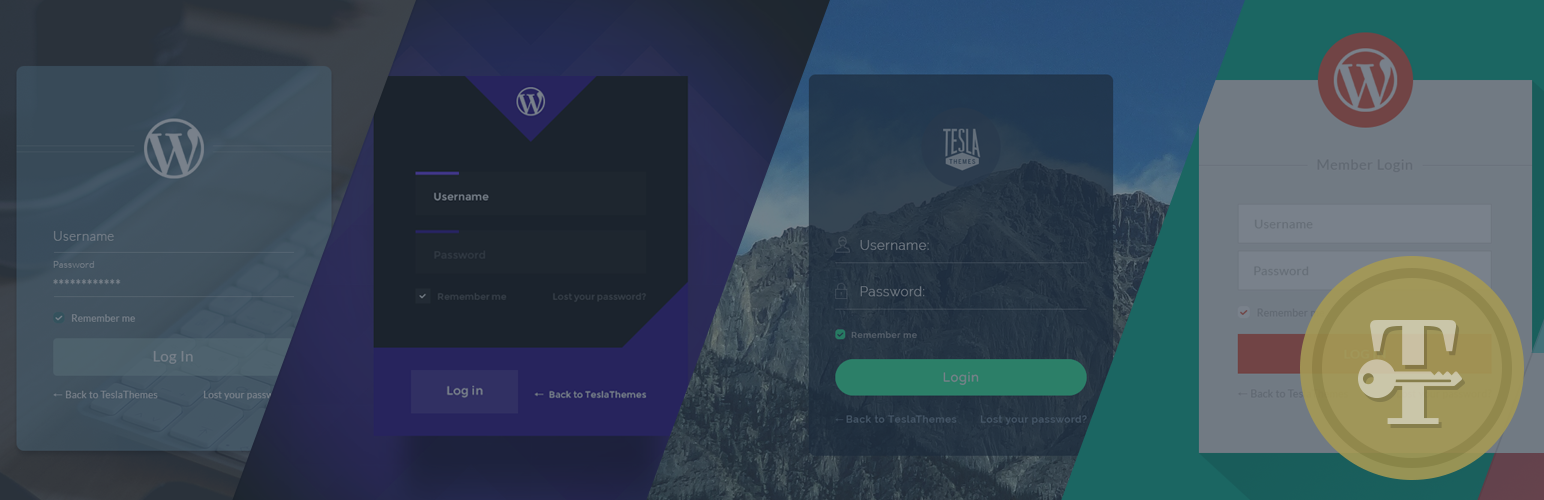 Username
Password
************
Remember me
Log In
← Back to TeslaThemes
Lost your passw
W
Username
Password
Remember me
Lost your password?
Log in
← Back to TeslaThemes
TESLA
THEMES
Username:
Password:
Remember me
Login
← Back to TeslaThemes
Lost your password?
Member Login
Username
Password
Remember
← Back to Tes
T